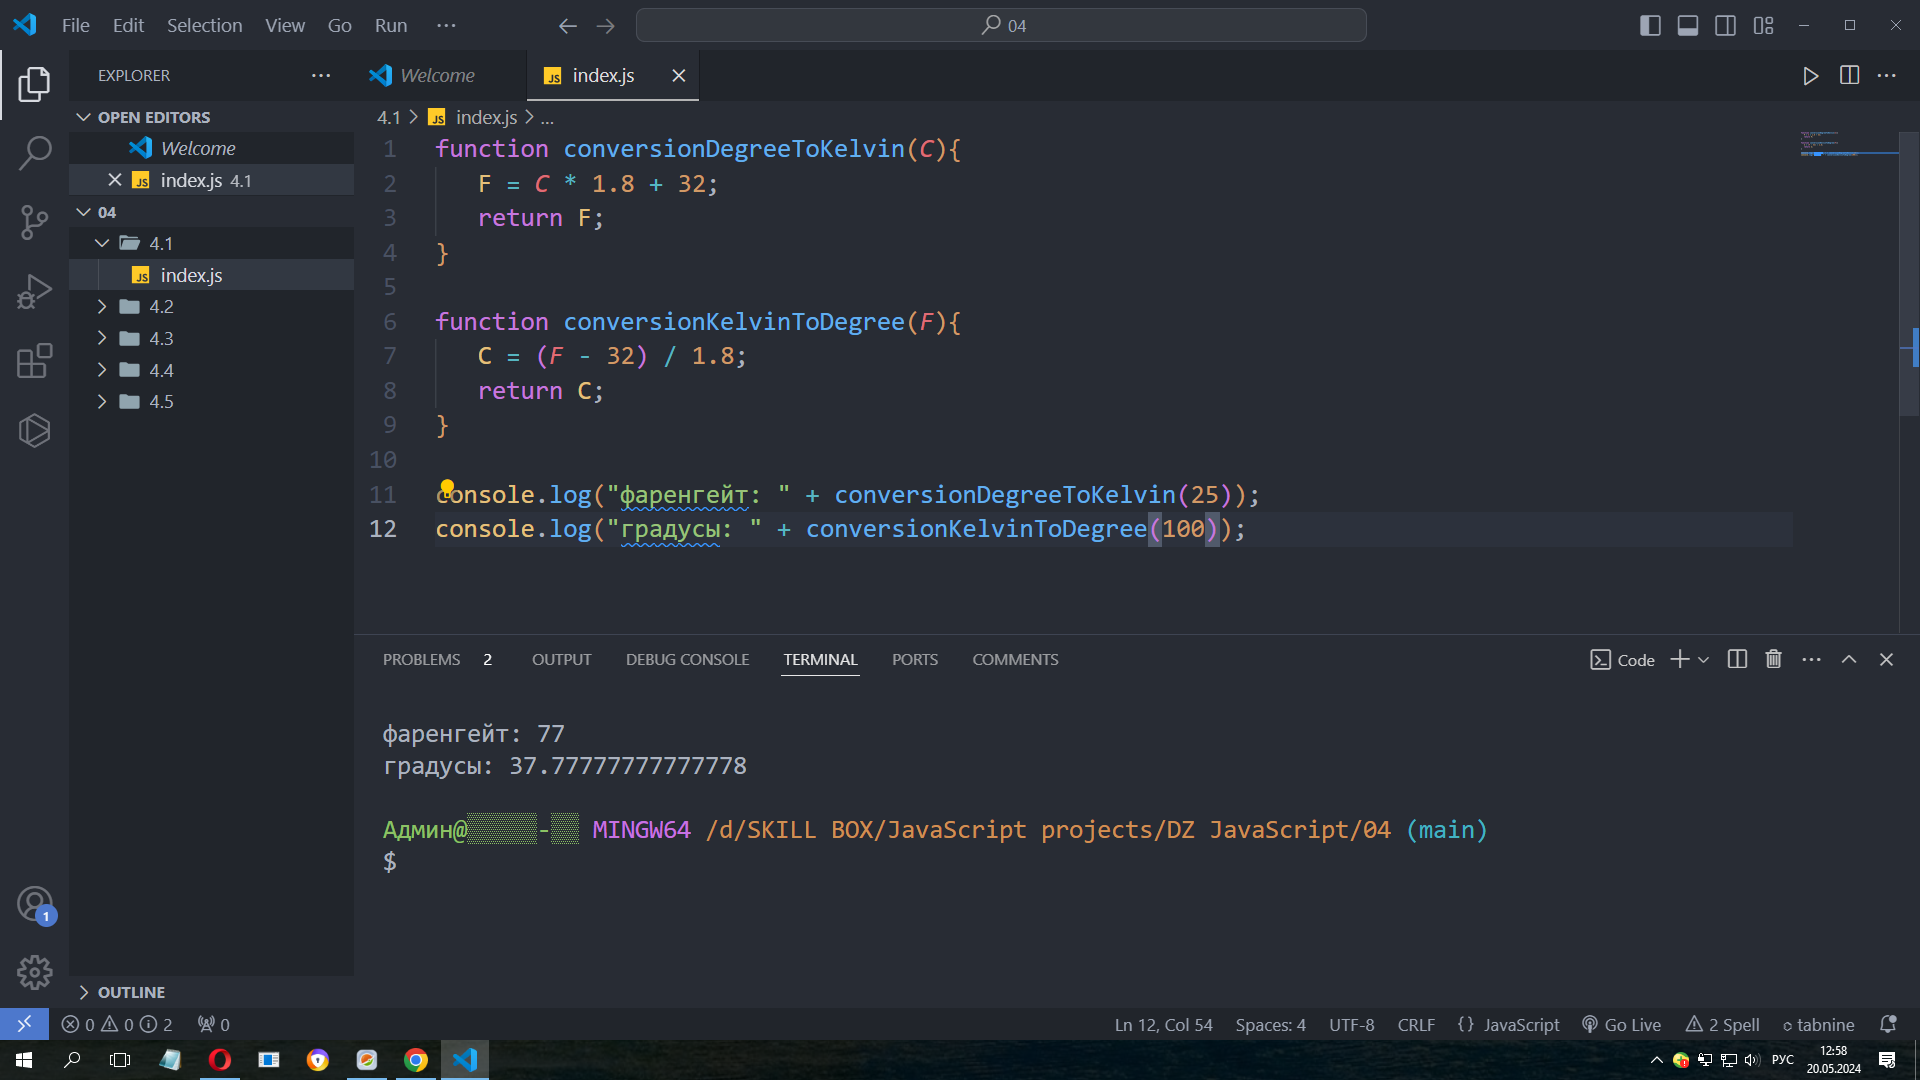 File Edit Selection View Go Run ··· 04
EXPLORER ···
OPEN EDITORS
Welcome
index.js 4.1
04
4.1
index.js
4.2
4.3
4.4
4.5
OUTLINE
Welcome index.js
4.1 > index.js > ...
1 function conversionDegreeToKelvin(C){
2 F = C * 1.8 + 32;
3 return F;
4 }
5
6 function conversionKelvinToDegree(F){
7 C = (F - 32) / 1.8;
8 return C;
9 }
10
11 console.log("фаренгейт: " + conversionDegreeToKelvin(25));
12 console.log("градусы: " + conversionKelvinToDegree(100));
PROBLEMS 2 OUTPUT DEBUG CONSOLE TERMINAL PORTS COMMENTS Code
фаренгейт: 77
градусы: 37.77777777777778
Админ@▒▒▒▒▒-▒▒ MINGW64 /d/SKILL BOX/JavaScript projects/DZ JavaScript/04 (main)
$
1
0 0 2 0 Ln 12, Col 54 Spaces: 4 UTF-8 CRLF {} JavaScript Go Live 2 Spell tabnine
РУС 12:58
20.05.2024